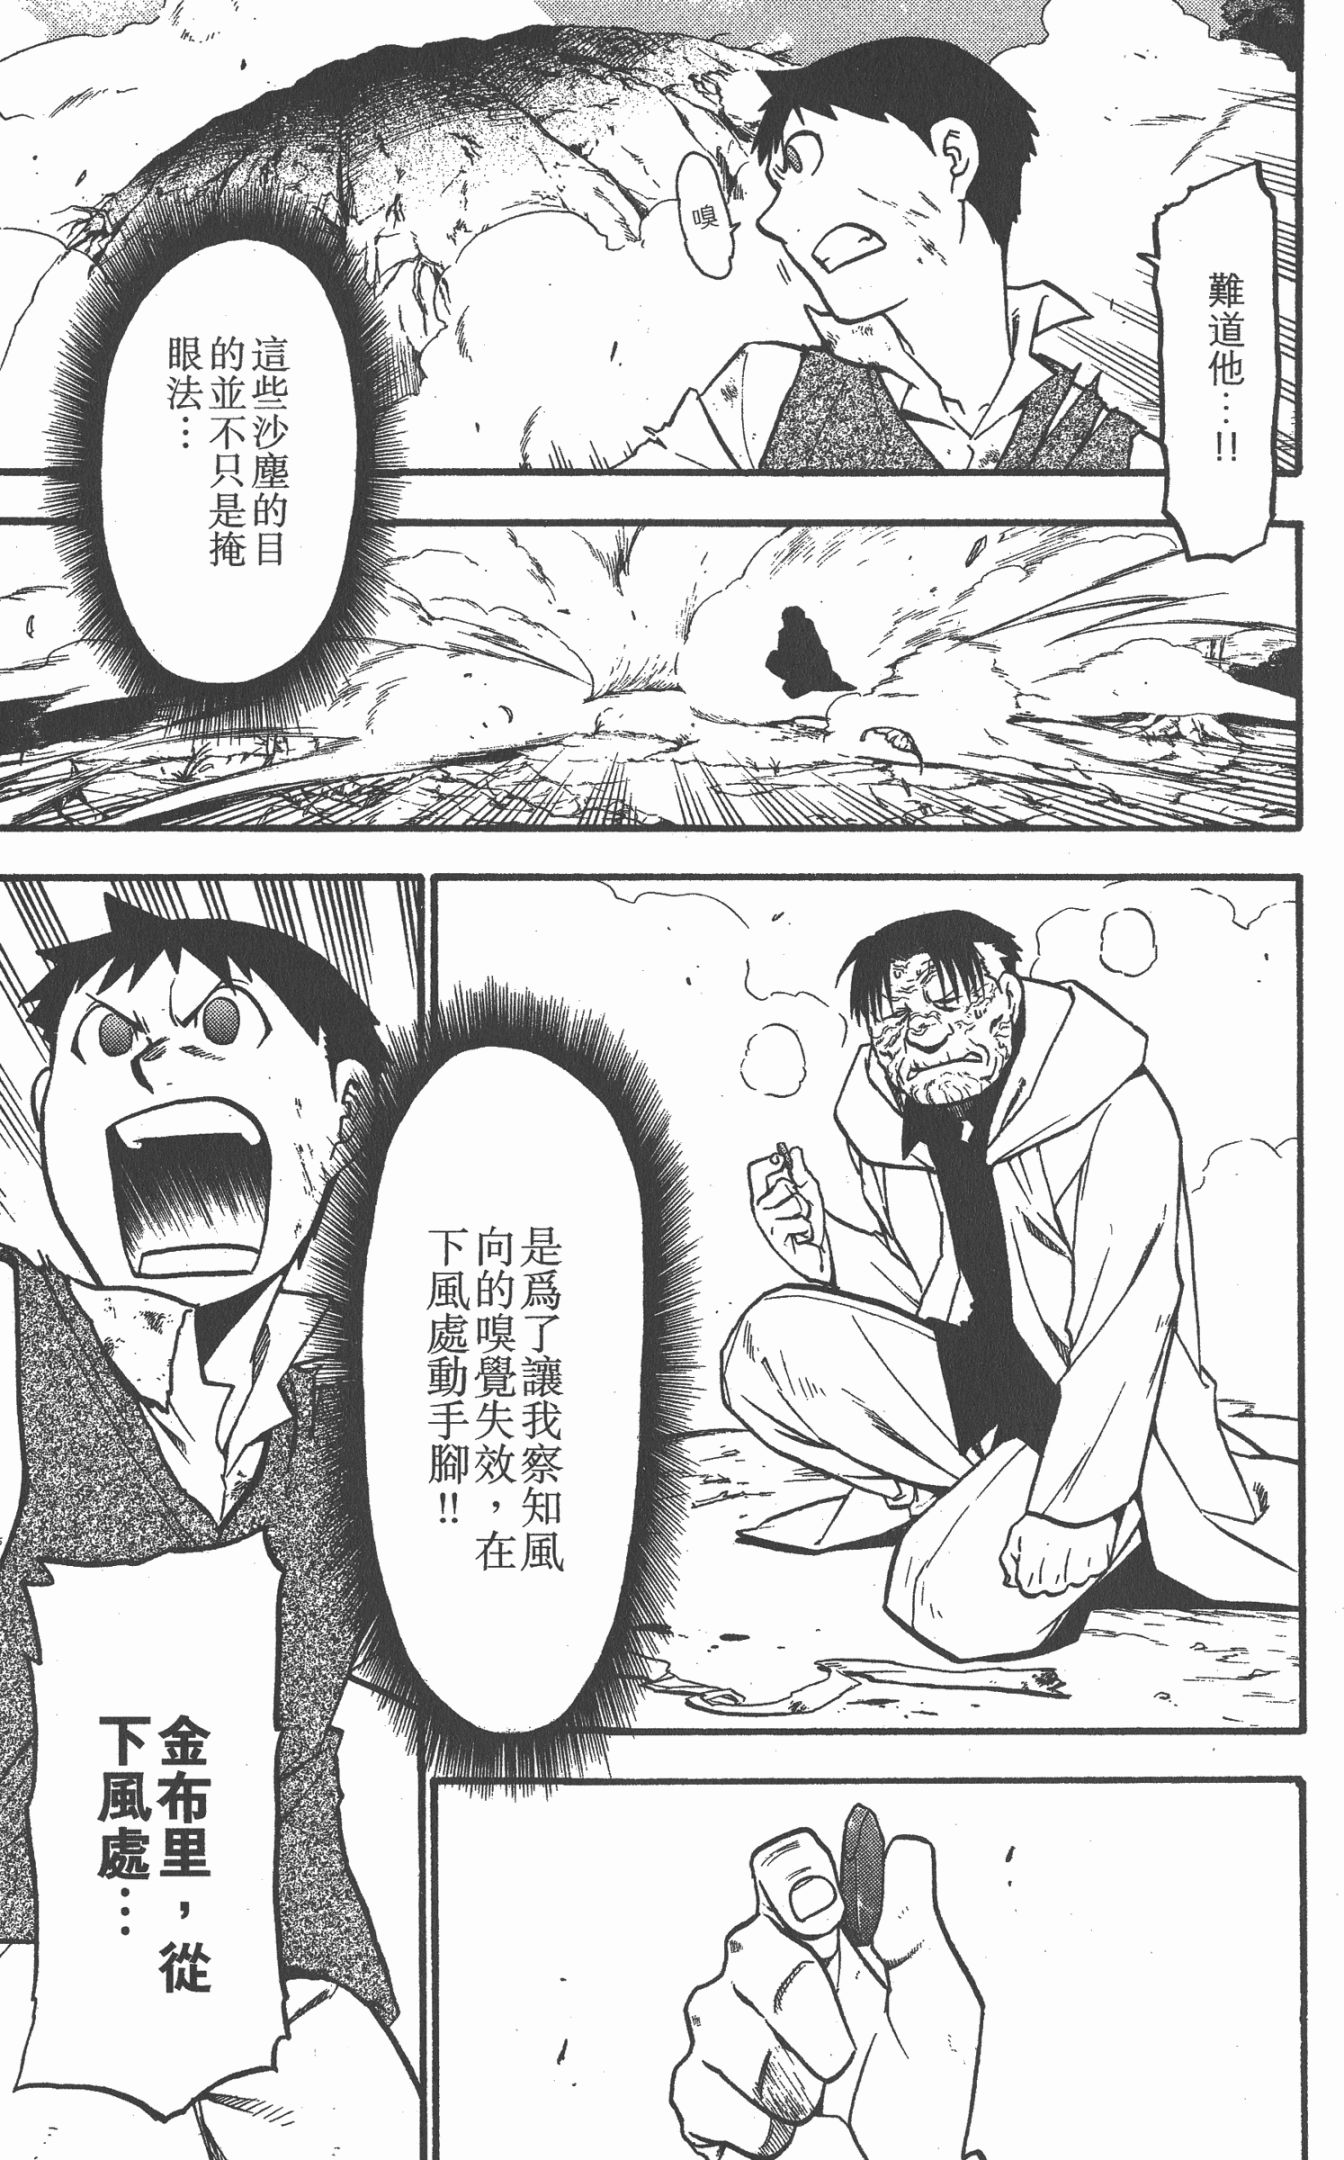 難道他…!!
嗅
這些沙塵的目
的並不只是掩
眼法…
是爲了讓我察知風
向的嗅覺失效，在
下風處動手腳!!
金布里，從
下風處…